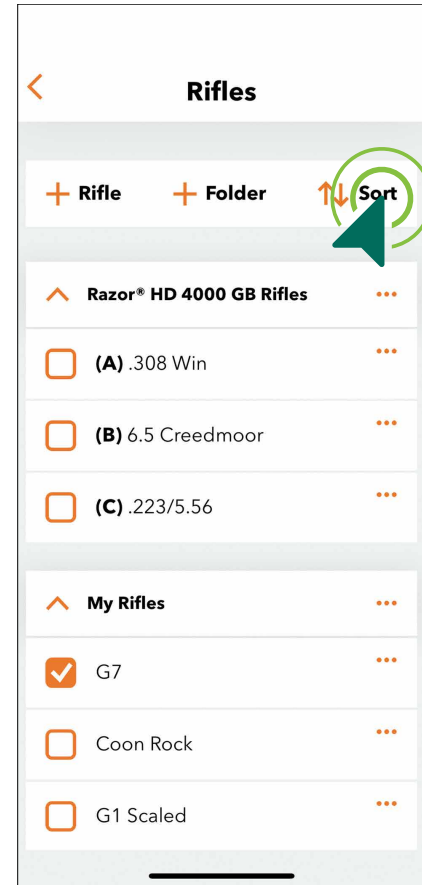 Rifles
+ Rifle + Folder ↑↓ Sort
Razor® HD 4000 GB Rifles
(A) .308 Win
(B) 6.5 Creedmoor
(C) .223/5.56
My Rifles
G7
Coon Rock
G1 Scaled